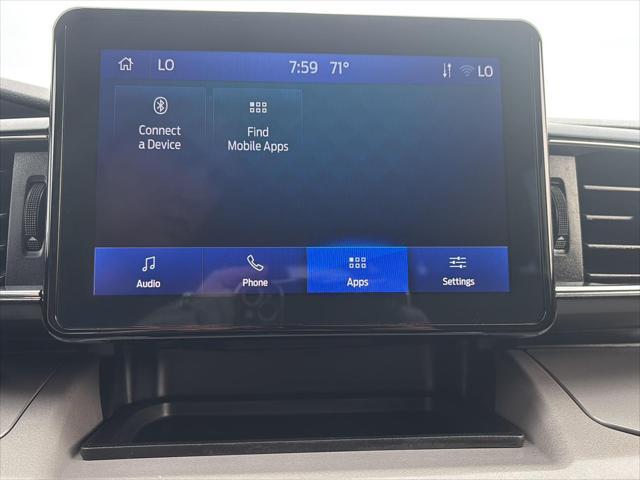 LO 7:59 71° LO
Connect
a Device
Find
Mobile Apps
Audio Phone Apps Settings